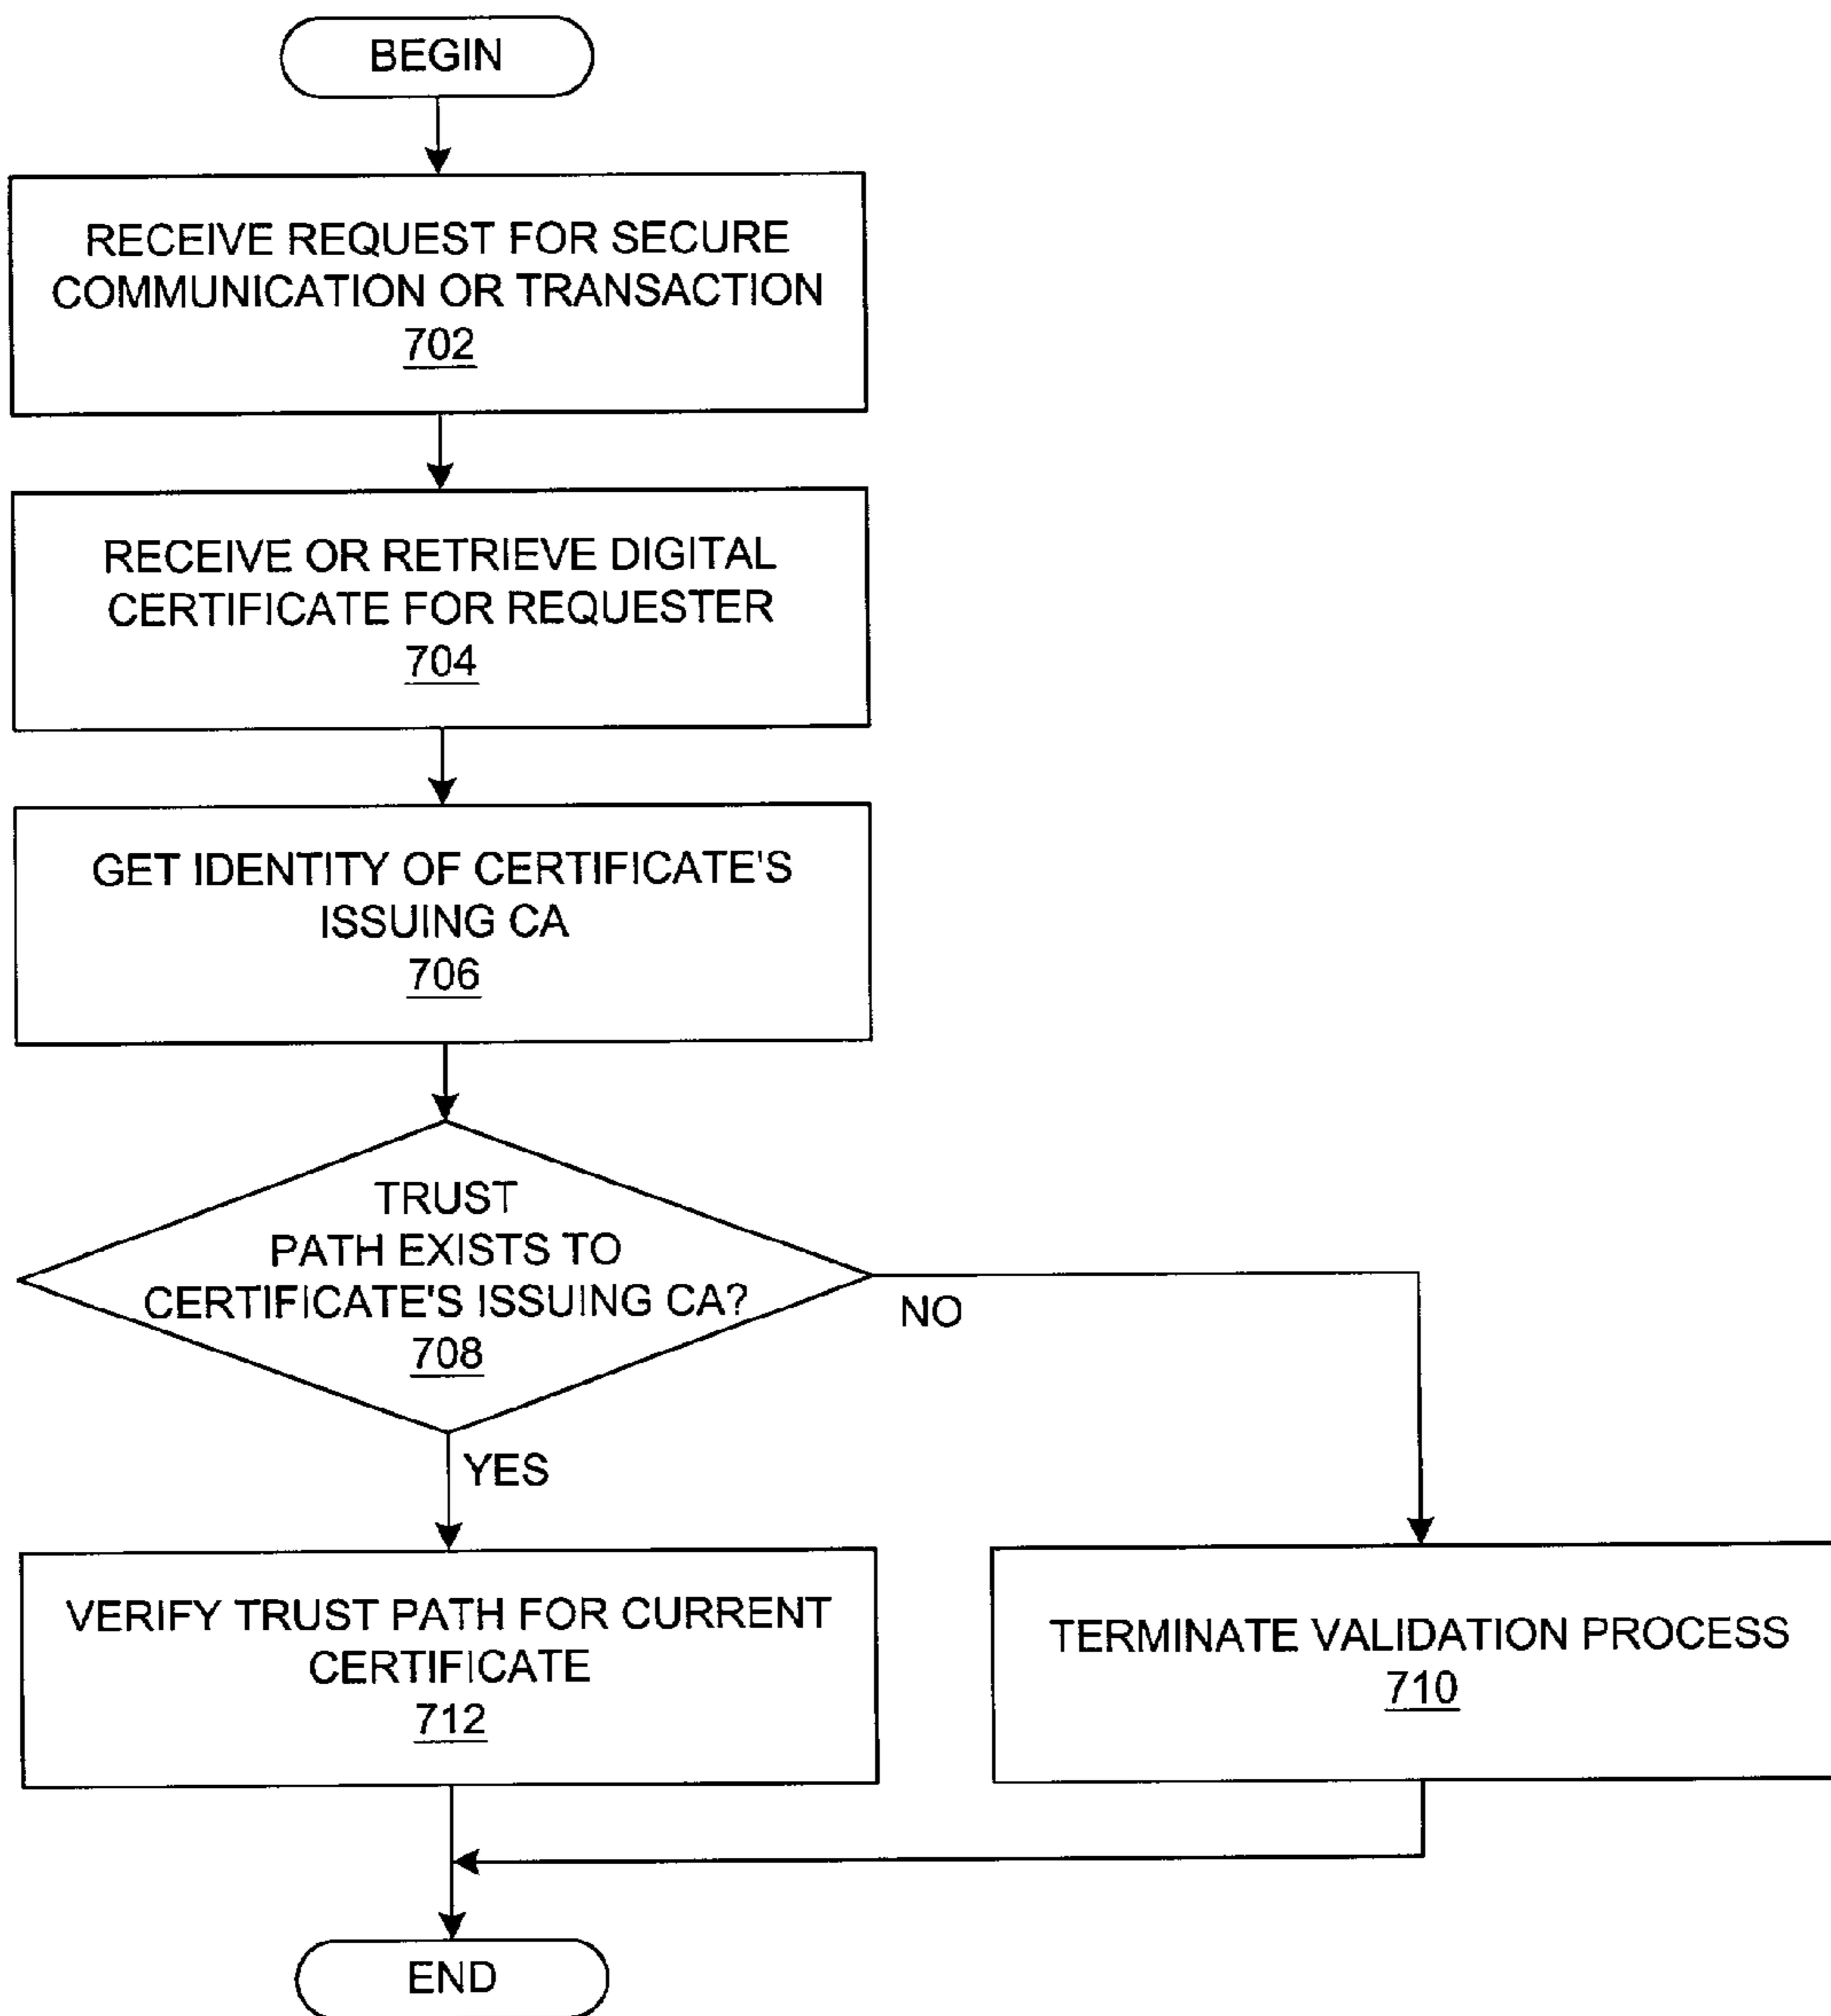 BEGIN
RECEIVE REQUEST FOR SECURE
COMMUNICATION OR TRANSACTION
702
RECEIVE OR RETRIEVE DIGITAL
CERTIFICATE FOR REQUESTER
704
GET IDENTITY OF CERTIFICATE'S
ISSUING CA
706
TRUST
PATH EXISTS TO
CERTIFICATE'S ISSUING CA?
708
NO
YES
VERIFY TRUST PATH FOR CURRENT
CERTIFICATE
712
TERMINATE VALIDATION PROCESS
710
END